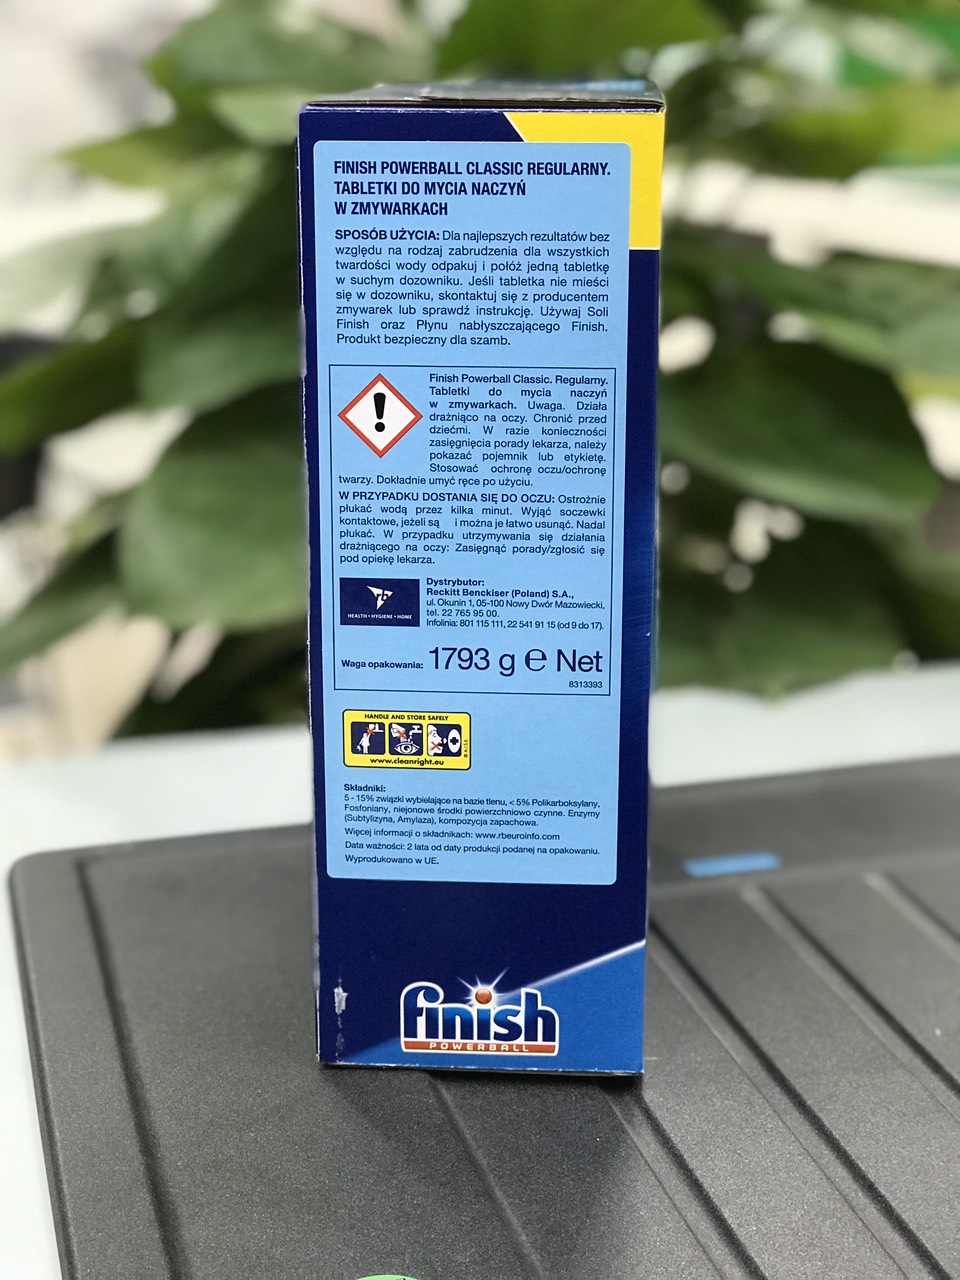 FINISH POWERBALL CLASSIC REGULARNY.
TABLETKI DO MYCIA NACZYŃ
W ZMYWARKACH
SPOSÓB UŻYCIA: Dla najlepszych rezultatów bez
względu na rodzaj zabrudzenia dla wszystkich
twardości wody odpakuj i połóż jedną tabletkę
w suchym dozowniku. Jeśli tabletka nie mieści
się w dozowniku, skontaktuj się z producentem
zmywarek lub sprawdź instrukcję. Używaj Soli
Finish oraz Płynu nabłyszczającego Finish.
Produkt bezpieczny dla szamb.
Finish Powerball Classic. Regularny.
Tabletki do mycia naczyń
w zmywarkach. Uwaga. Działa
drażniąco na oczy. Chronić przed
dziećmi. W razie konieczności
zasięgnięcia porady lekarza, należy
pokazać pojemnik lub etykietę.
Stosować ochronę oczu/ochronę
twarzy. Dokładnie umyć ręce po użyciu.
W PRZYPADKU DOSTANIA SIĘ DO OCZU: Ostrożnie
płukać wodą przez kilka minut. Wyjąć soczewki
kontaktowe, jeżeli są i można je łatwo usunąć. Nadal
płukać. W przypadku utrzymywania się działania
drażniącego na oczy: Zasięgnąć porady/zgłosić się
pod opiekę lekarza.
rb
HEALTH • HYGIENE • HOME
Dystrybutor:
Reckitt Benckiser (Poland) S.A.,
ul. Okunin 1, 05-100 Nowy Dwór Mazowiecki,
tel. 22 765 95 00.
Infolinia: 801 115 111, 22 541 91 15 (od 9 do 17).
Waga opakowania: 1793 g ℮ Net
8313393
HANDLE AND STORE SAFELY
© A.I.S.E.
www.cleanright.eu
Składniki:
5 - 15% związki wybielające na bazie tlenu, < 5% Polikarboksylany,
Fosfoniany, niejonowe środki powierzchniowo czynne. Enzymy
(Subtylizyna, Amylaza), kompozycja zapachowa.
Więcej informacji o składnikach: www.rbeuroinfo.com
Data ważności: 2 lata od daty produkcji podanej na opakowaniu.
Wyprodukowano w UE.
finish
POWERBALL